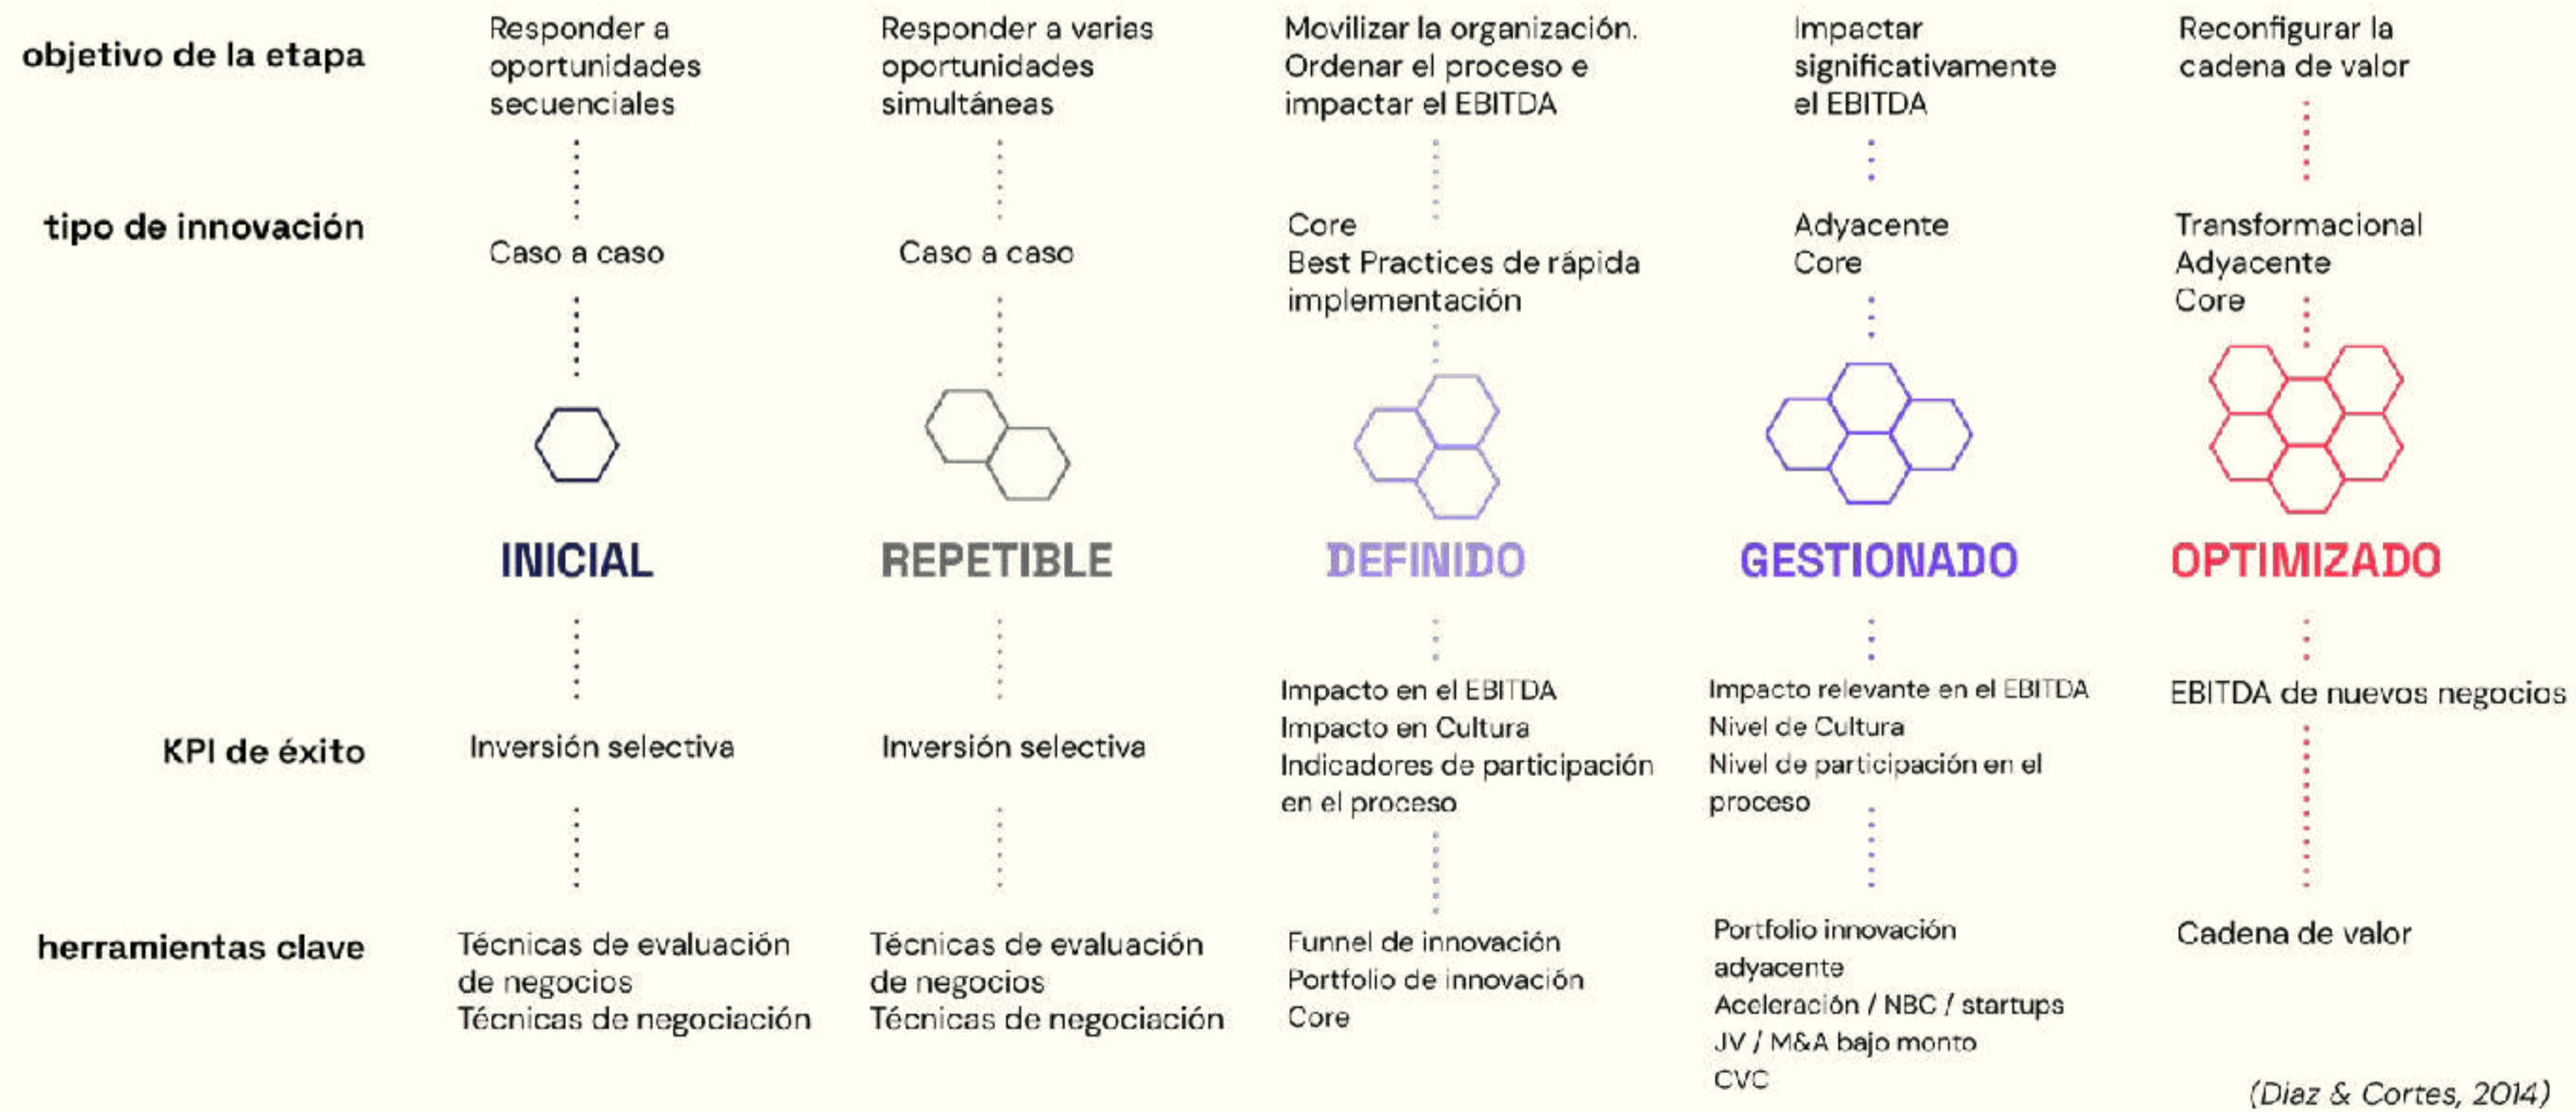 objetivo de la etapa
Responder a
oportunidades
secuenciales
Responder a varias
oportunidades
simultáneas
Movilizar la organización.
Ordenar el proceso e
impactar el EBITDA
Impactar
significativamente
el EBITDA
Reconfigurar la
cadena de valor
tipo de innovación
Caso a caso
Caso a caso
Core
Best Practices de rápida
implementación
Adyacente
Core
Transformacional
Adyacente
Core
INICIAL
REPETIBLE
DEFINIDO
GESTIONADO
OPTIMIZADO
KPI de éxito
Inversión selectiva
Inversión selectiva
Impacto en el EBITDA
Impacto en Cultura
Indicadores de participación
en el proceso
Impacto relevante en el EBITDA
Nivel de Cultura
Nivel de participación en el
proceso
EBITDA de nuevos negocios
herramientas clave
Técnicas de evaluación
de negocios
Técnicas de negociación
Técnicas de evaluación
de negocios
Técnicas de negociación
Funnel de innovación
Portfolio de innovación
Core
Portfolio innovación
adyacente
Aceleración / NBC / startups
JV / M&A bajo monto
CVC
Cadena de valor
(Diaz & Cortes, 2014)